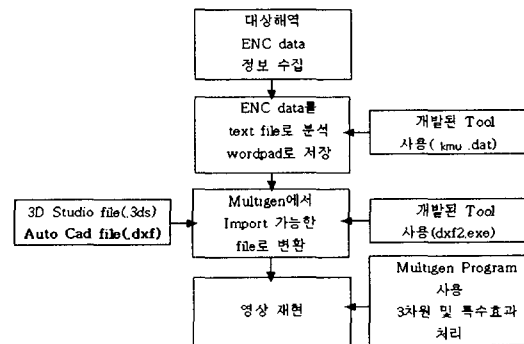 대상해역
ENC data
정보 수집
ENC data를
text file로 분석
wordpad로 저장
개발된 Tool
사용(kmu.dat)
3D Studio file(.3ds)
Auto Cad file(.dxf)
Multigen에서
Import 가능한
file로 변환
개발된 Tool
사용(dxf2.exe)
영상 재현
Multigen Program
사용
3차원 및 특수효과
처리